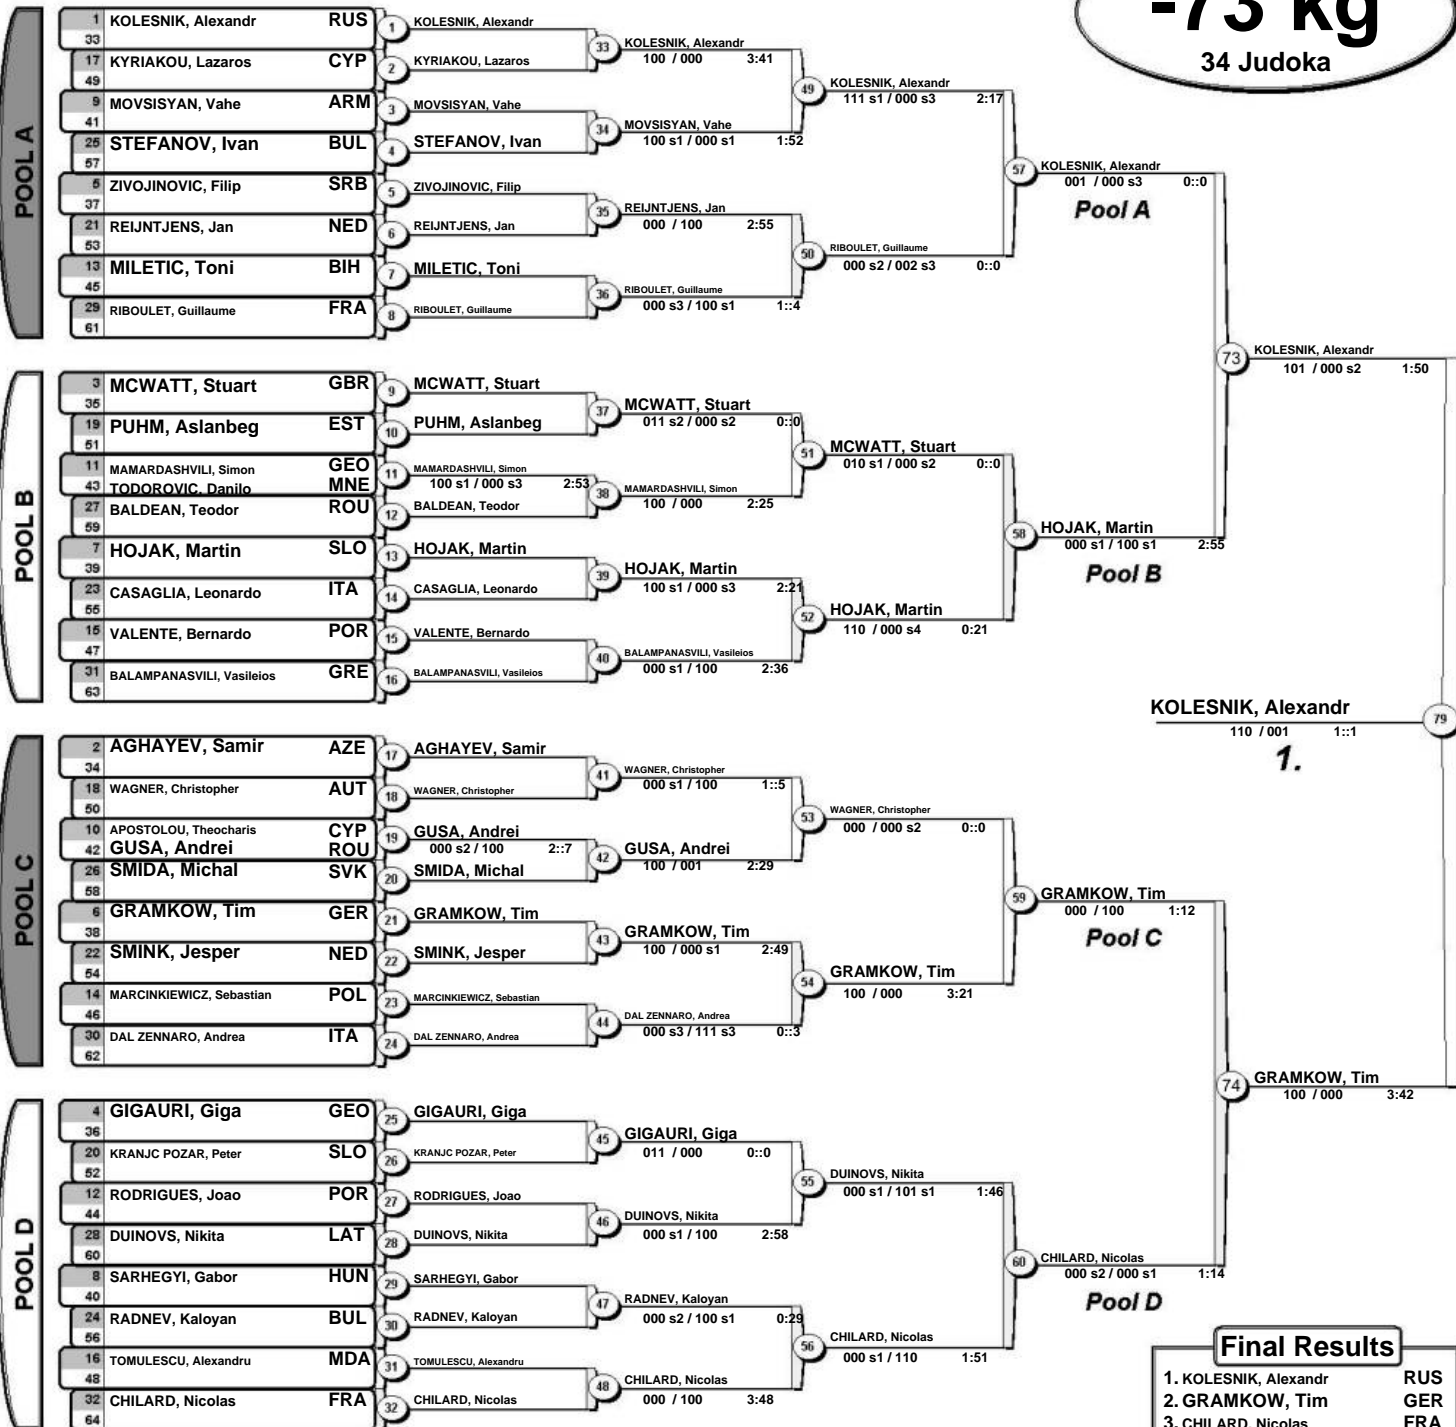 -73 kg
34 Judoka
POOL A
1 KOLESNIK, Alexandr RUS
33
17 KYRIAKOU, Lazaros CYP
49
9 MOVSISYAN, Vahe ARM
41
25 STEFANOV, Ivan BUL
57
5 ZIVOJINOVIC, Filip SRB
37
21 REIJNTJENS, Jan NED
53
13 MILETIC, Toni BIH
45
29 RIBOULET, Guillaume FRA
61
1 KOLESNIK, Alexandr
2 KYRIAKOU, Lazaros
3 MOVSISYAN, Vahe
4 STEFANOV, Ivan
5 ZIVOJINOVIC, Filip
6 REIJNTJENS, Jan
7 MILETIC, Toni
8 RIBOULET, Guillaume
33 KOLESNIK, Alexandr
100 / 000 3:41
34 MOVSISYAN, Vahe
100 s1 / 000 s1 1:52
35 REIJNTJENS, Jan
000 / 100 2:55
36 RIBOULET, Guillaume
000 s3 / 100 s1 1::4
49 KOLESNIK, Alexandr
111 s1 / 000 s3 2:17
50 RIBOULET, Guillaume
000 s2 / 002 s3 0::0
57 KOLESNIK, Alexandr
001 / 000 s3 0::0
Pool A
POOL B
3 MCWATT, Stuart GBR
35
19 PUHM, Aslanbeg EST
51
11 MAMARDASHVILI, Simon GEO
43 TODOROVIC, Danilo MNE
27 BALDEAN, Teodor ROU
59
7 HOJAK, Martin SLO
39
23 CASAGLIA, Leonardo ITA
55
15 VALENTE, Bernardo POR
47
31 BALAMPANASVILI, Vasileios GRE
63
9 MCWATT, Stuart
10 PUHM, Aslanbeg
11 MAMARDASHVILI, Simon
100 s1 / 000 s3 2:53
12 BALDEAN, Teodor
13 HOJAK, Martin
14 CASAGLIA, Leonardo
15 VALENTE, Bernardo
16 BALAMPANASVILI, Vasileios
37 MCWATT, Stuart
011 s2 / 000 s2 0::0
38 MAMARDASHVILI, Simon
100 / 000 2:25
39 HOJAK, Martin
100 s1 / 000 s3 2:21
40 BALAMPANASVILI, Vasileios
000 s1 / 100 2:36
51 MCWATT, Stuart
010 s1 / 000 s2 0::0
52 HOJAK, Martin
110 / 000 s4 0:21
58 HOJAK, Martin
000 s1 / 100 s1 2:55
Pool B
73 KOLESNIK, Alexandr
101 / 000 s2 1:50
KOLESNIK, Alexandr
110 / 001 1::1
79
1.
POOL C
2 AGHAYEV, Samir AZE
34
18 WAGNER, Christopher AUT
50
10 APOSTOLOU, Theocharis CYP
42 GUSA, Andrei ROU
26 SMIDA, Michal SVK
58
6 GRAMKOW, Tim GER
38
22 SMINK, Jesper NED
54
14 MARCINKIEWICZ, Sebastian POL
46
30 DAL ZENNARO, Andrea ITA
62
17 AGHAYEV, Samir
18 WAGNER, Christopher
19 GUSA, Andrei
000 s2 / 100 2::7
20 SMIDA, Michal
21 GRAMKOW, Tim
22 SMINK, Jesper
23 MARCINKIEWICZ, Sebastian
24 DAL ZENNARO, Andrea
41 WAGNER, Christopher
000 s1 / 100 1::5
42 GUSA, Andrei
100 / 001 2:29
43 GRAMKOW, Tim
100 / 000 s1 2:49
44 DAL ZENNARO, Andrea
000 s3 / 111 s3 0::3
53 WAGNER, Christopher
000 / 000 s2 0::0
54 GRAMKOW, Tim
100 / 000 3:21
59 GRAMKOW, Tim
000 / 100 1:12
Pool C
POOL D
4 GIGAURI, Giga GEO
36
20 KRANJC POZAR, Peter SLO
52
12 RODRIGUES, Joao POR
44
28 DUINOVS, Nikita LAT
60
8 SARHEGYI, Gabor HUN
40
24 RADNEV, Kaloyan BUL
56
16 TOMULESCU, Alexandru MDA
48
32 CHILARD, Nicolas FRA
64
25 GIGAURI, Giga
26 KRANJC POZAR, Peter
27 RODRIGUES, Joao
28 DUINOVS, Nikita
29 SARHEGYI, Gabor
30 RADNEV, Kaloyan
31 TOMULESCU, Alexandru
32 CHILARD, Nicolas
45 GIGAURI, Giga
011 / 000 0::0
46 DUINOVS, Nikita
000 s1 / 100 2:58
47 RADNEV, Kaloyan
000 s2 / 100 s1 0:29
48 CHILARD, Nicolas
000 / 100 3:48
55 DUINOVS, Nikita
000 s1 / 101 s1 1:46
56 CHILARD, Nicolas
000 s1 / 110 1:51
60 CHILARD, Nicolas
000 s2 / 000 s1 1:14
Pool D
74 GRAMKOW, Tim
100 / 000 3:42
Final Results
1. KOLESNIK, Alexandr RUS
2. GRAMKOW, Tim GER
3. CHILARD, Nicolas FRA